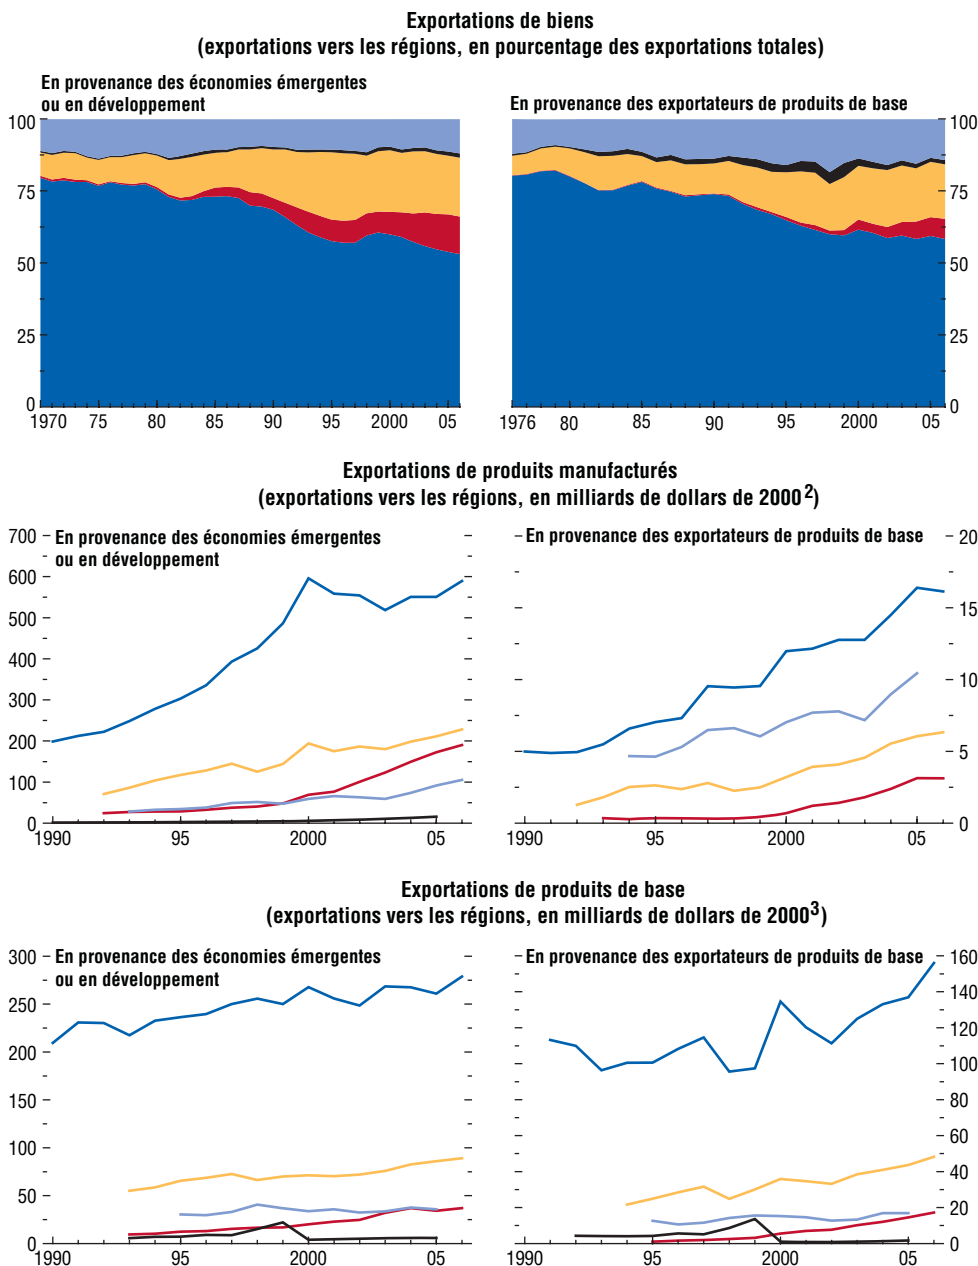 Exportations de biens
(exportations vers les régions, en pourcentage des exportations totales)
En provenance des économies émergentes
ou en développement
En provenance des exportateurs de produits de base
100
75
50
25
0
1970 75 80 85 90 95 2000 05
100
75
50
25
0
1976 80 85 90 95 2000 05
Exportations de produits manufacturés
(exportations vers les régions, en milliards de dollars de 2000²)
En provenance des économies émergentes
ou en développement
700
600
500
400
300
200
100
0
1990 95 2000 05
En provenance des exportateurs de produits de base
20
15
10
5
0
1990 95 2000 05
Exportations de produits de base
(exportations vers les régions, en milliards de dollars de 2000³)
En provenance des économies émergentes
ou en développement
300
250
200
150
100
50
0
1990 95 2000 05
En provenance des exportateurs de produits de base
160
140
120
100
80
60
40
20
0
1990 95 2000 05